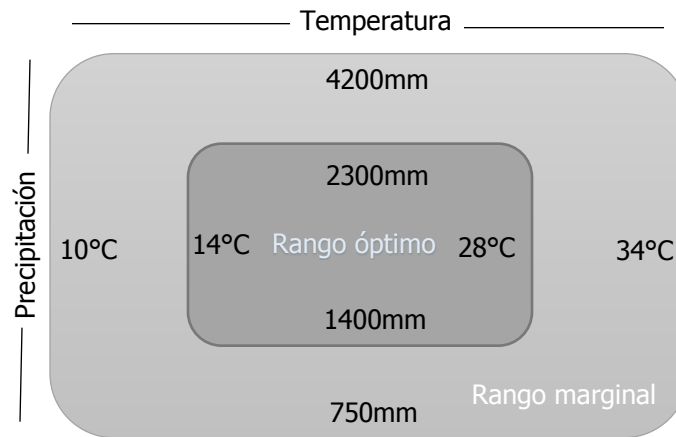 Temperatura
4200mm
2300mm
Precipitación
10°C 14°C Rango óptimo 28°C 34°C
1400mm
Rango marginal
750mm